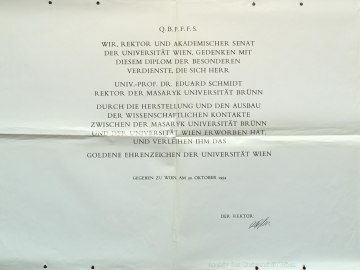 Q. B. F. F. F. S.
WIR, REKTOR UND AKADEMISCHER SENAT
DER UNIVERSITÄT WIEN, GEDENKEN MIT
DIESEM DIPLOM DER BESONDEREN
VERDIENSTE, DIE SICH HERR
UNIV.-PROF. DR. EDUARD SCHMIDT
REKTOR DER MASARYK UNIVERSITÄT BRÜNN
DURCH DIE HERSTELLUNG UND DEN AUSBAU
DER WISSENSCHAFTLICHEN KONTAKTE
ZWISCHEN DER MASARYK UNIVERSITÄT BRÜNN
UND DER UNIVERSITÄT WIEN ERWORBEN HAT,
UND VERLEIHEN IHM DAS
GOLDENE EHRENZEICHEN DER UNIVERSITÄT WIEN
GEGEBEN ZU WIEN, AM OKTOBER
DER REKTOR: